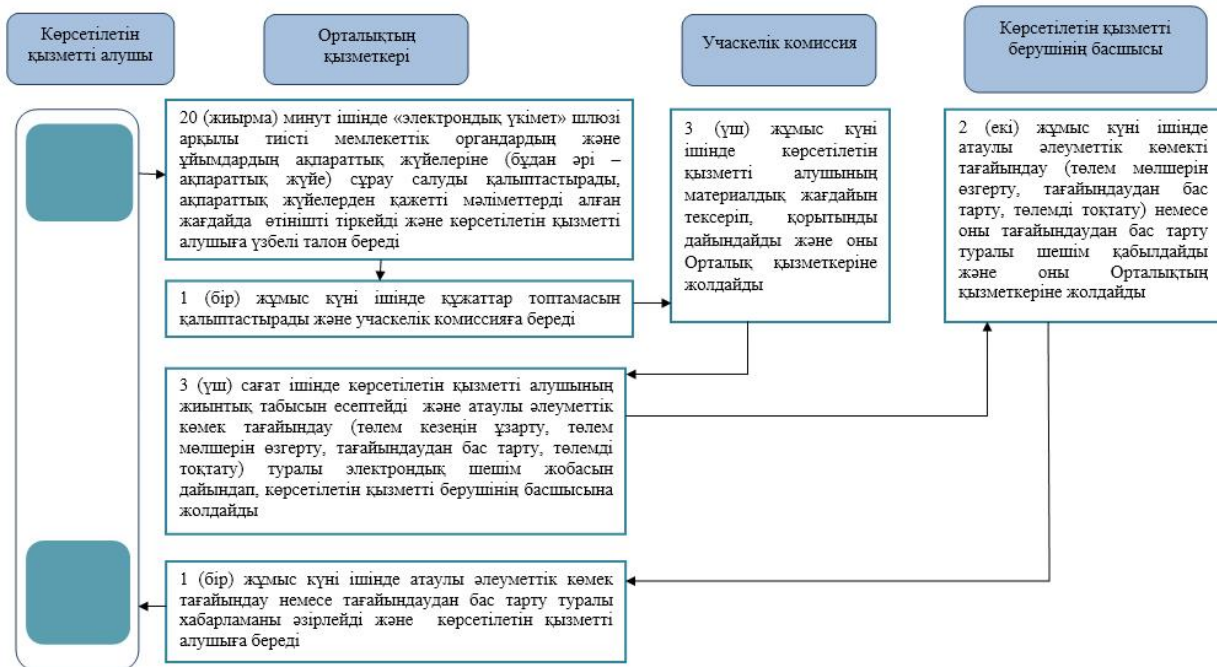 Көрсетілетін
қызметті алушы
Орталықтың
қызметкері
Учаскелік комиссия
Көрсетілетін қызметті
берушінің басшысы
20 (жиырма) минут ішінде «электрондық үкімет» шлюзі
арқылы тиісті мемлекеттік органдардың және
ұйымдардың ақпараттық жүйелеріне (бұдан әрі –
ақпараттық жүйе) сұрау салуды қалыптастырады,
ақпараттық жүйелерден қажетті мәліметтерді алған
жағдайда өтінішті тіркейді және көрсетілетін қызметті
алушыға үзбелі талон береді
1 (бір) жұмыс күні ішінде құжаттар топтамасын
қалыптастырады және учаскелік комиссияға береді
3 (үш) жұмыс күні
ішінде көрсетілетін
қызметті алушының
материалдық жағдайын
тексеріп, қорытынды
дайындайды және оны
Орталық қызметкеріне
жолдайды
3 (үш) сағат ішінде көрсетілетін қызметті алушының
жиынтық табысын есептейді және атаулы әлеуметтік
көмек тағайындау (төлем кезеңін ұзарту, төлем
мөлшерін өзгерту, тағайындаудан бас тарту, төлемді
тоқтату) туралы электрондық шешім жобасын
дайындап, көрсетілетін қызметті берушінің басшысына
жолдайды
2 (екі) жұмыс күні ішінде
атаулы әлеуметтік көмекті
тағайындау (төлем мөлшерін
өзгерту, тағайындаудан бас
тарту, төлемді тоқтату) немесе
оны тағайындаудан бас тарту
туралы шешім қабылдайды
және оны Орталықтың
қызметкеріне жолдайды
1 (бір) жұмыс күні ішінде атаулы әлеуметтік көмек
тағайындау немесе тағайындаудан бас тарту туралы
хабарламаны әзірлейді және көрсетілетін қызметті
алушыға береді